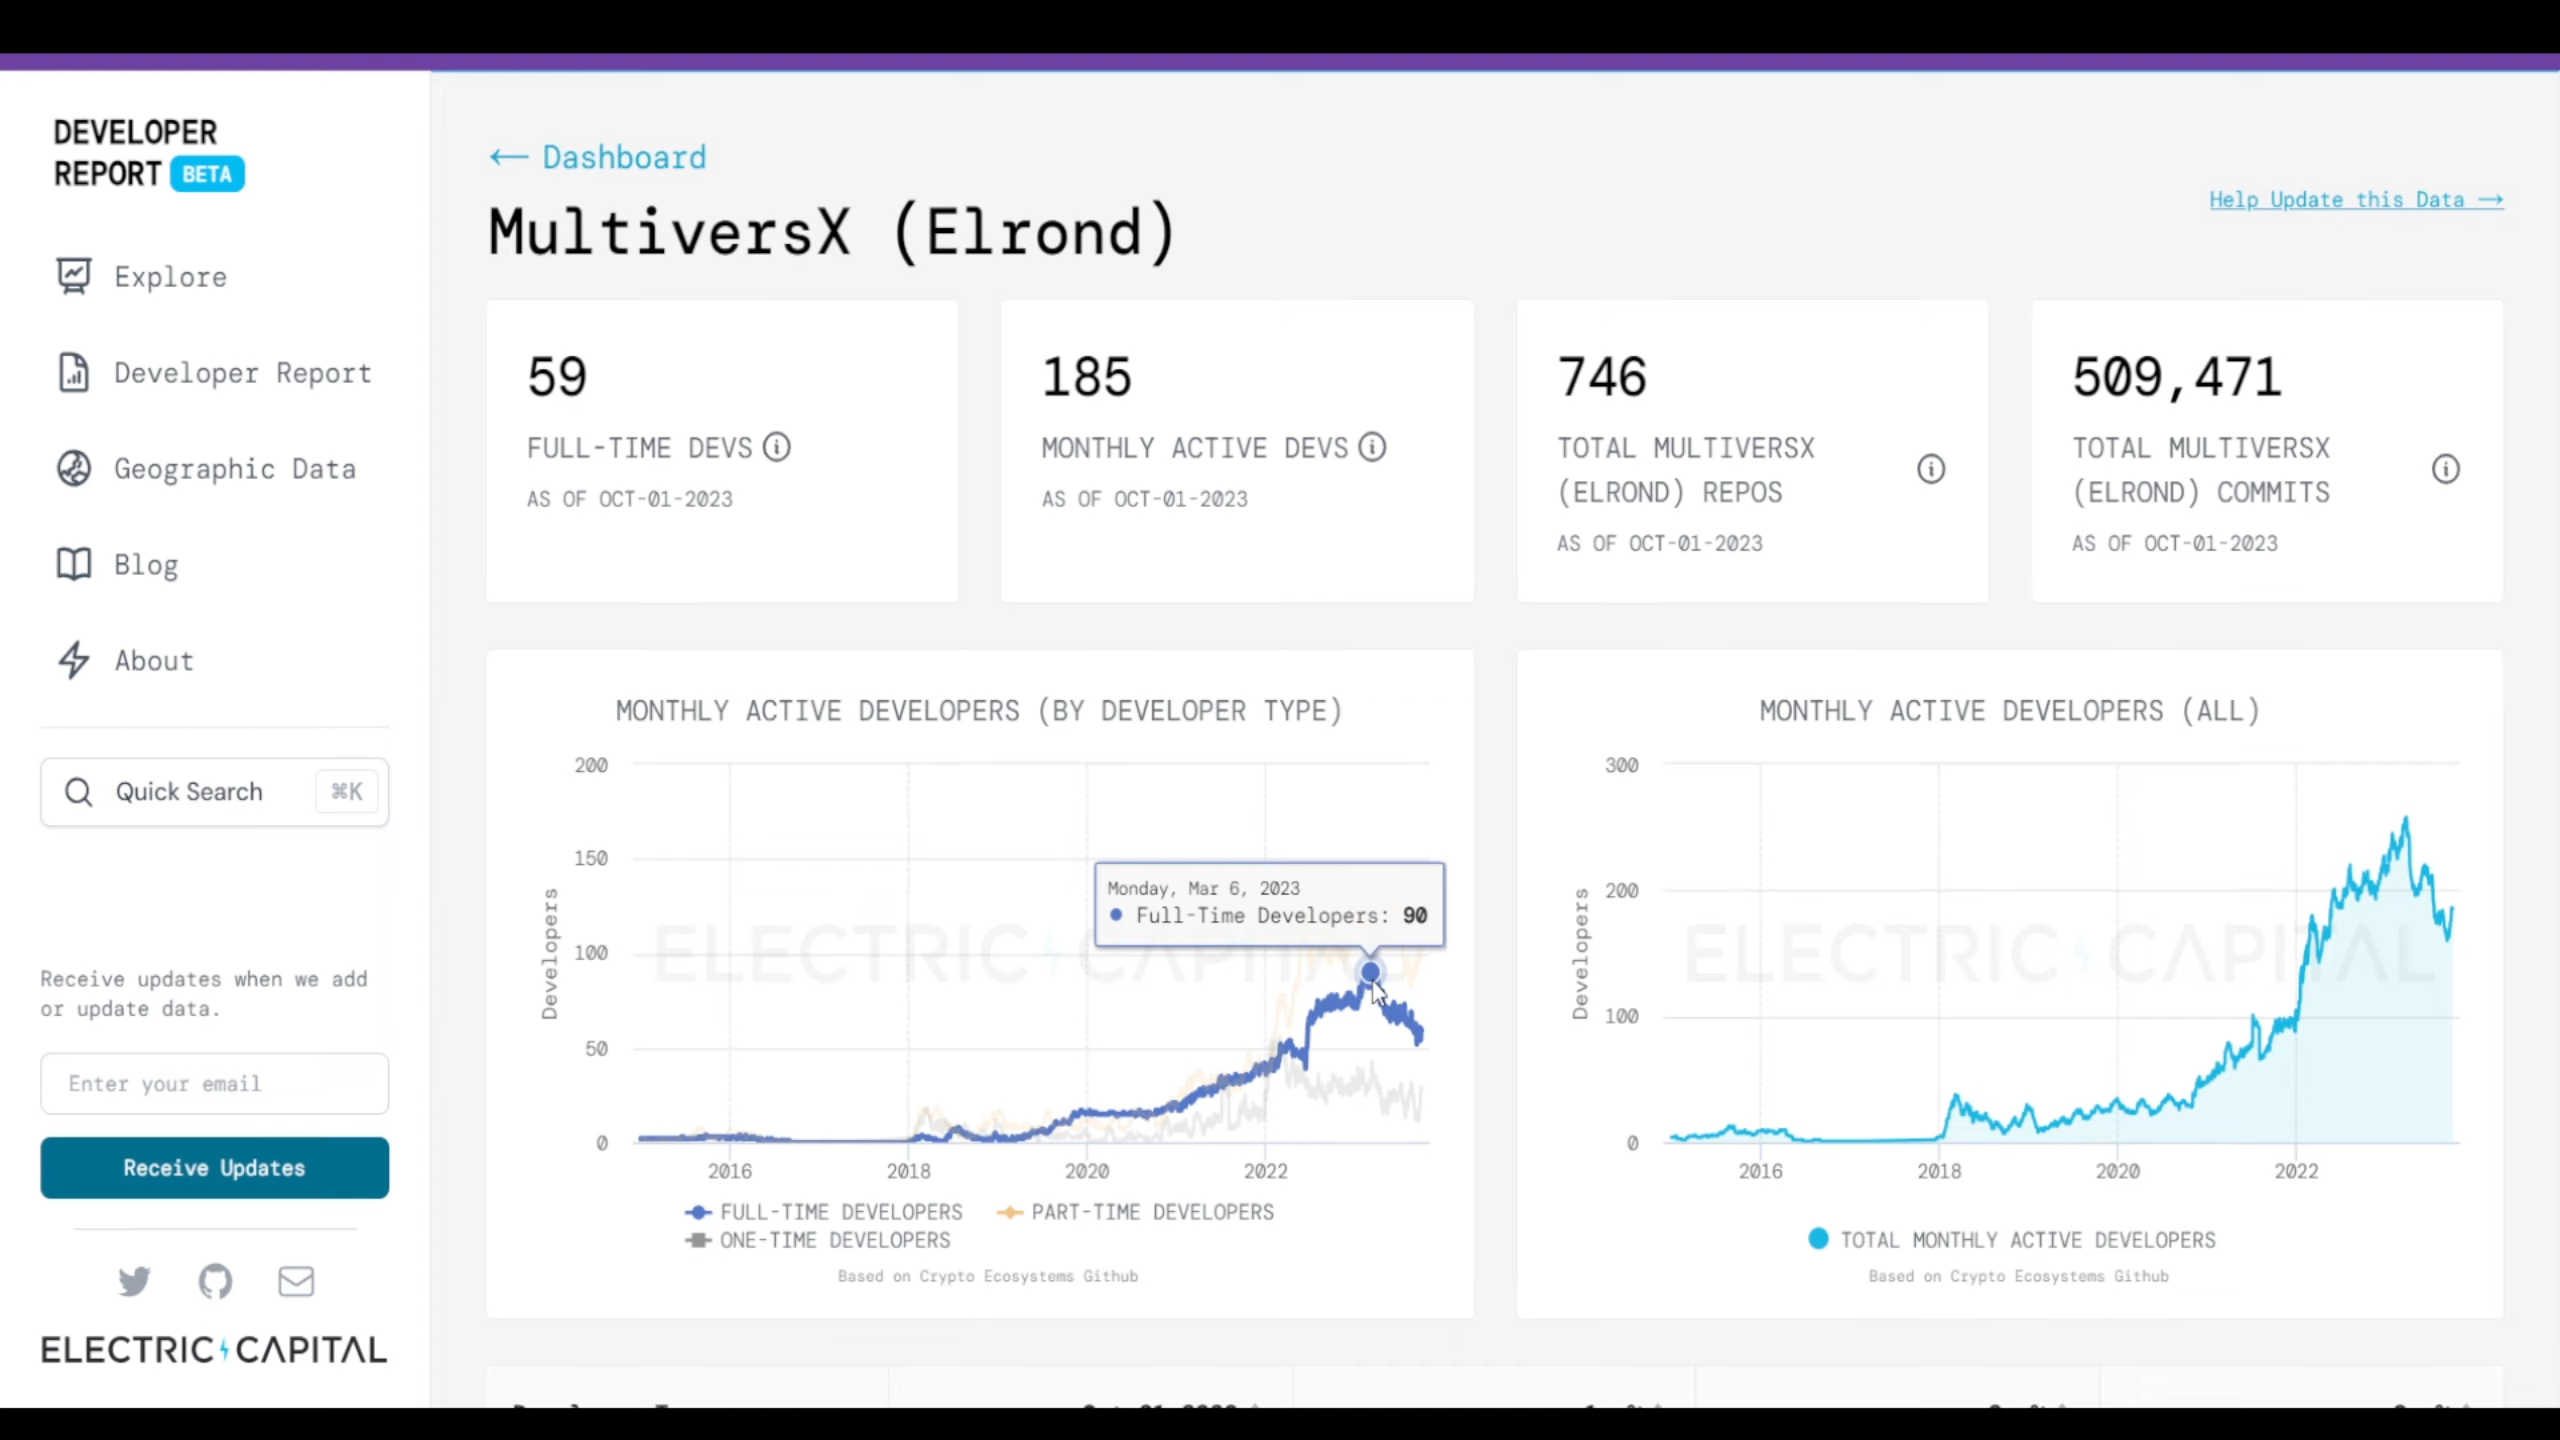 DEVELOPER
REPORT BETA
Explore
Developer Report
Geographic Data
Blog
About
Quick Search ⌘K
Receive updates when we add
or update data.
Enter your email
Receive Updates
ELECTRIC CAPITAL
← Dashboard
MultiversX (Elrond)
Help Update this Data →
59
FULL-TIME DEVS
AS OF OCT-01-2023
185
MONTHLY ACTIVE DEVS
AS OF OCT-01-2023
746
TOTAL MULTIVERSX
(ELROND) REPOS
AS OF OCT-01-2023
509,471
TOTAL MULTIVERSX
(ELROND) COMMITS
AS OF OCT-01-2023
MONTHLY ACTIVE DEVELOPERS (BY DEVELOPER TYPE)
Developers
200
150
100
50
0
ELECTRIC CAPITAL
Monday, Mar 6, 2023
Full-Time Developers: 90
2016 2018 2020 2022
FULL-TIME DEVELOPERS PART-TIME DEVELOPERS
ONE-TIME DEVELOPERS
Based on Crypto Ecosystems Github
MONTHLY ACTIVE DEVELOPERS (ALL)
Developers
300
200
100
0
ELECTRIC CAPITAL
2016 2018 2020 2022
TOTAL MONTHLY ACTIVE DEVELOPERS
Based on Crypto Ecosystems Github